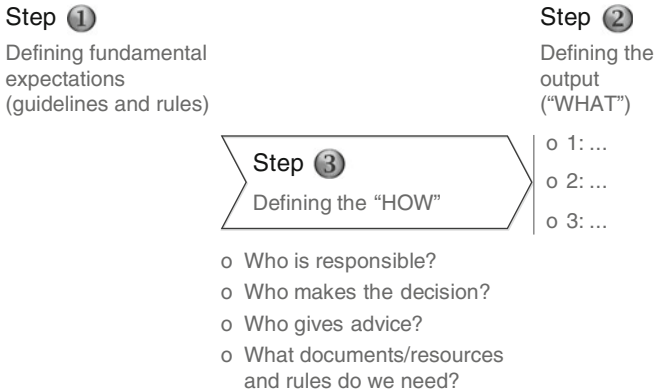 Step 1
Defining fundamental
expectations
(guidelines and rules)
Step 2
Defining the
output
(“WHAT”)
o 1: ...
o 2: ...
o 3: ...
Step 3
Defining the “HOW”
o Who is responsible?
o Who makes the decision?
o Who gives advice?
o What documents/resources
and rules do we need?